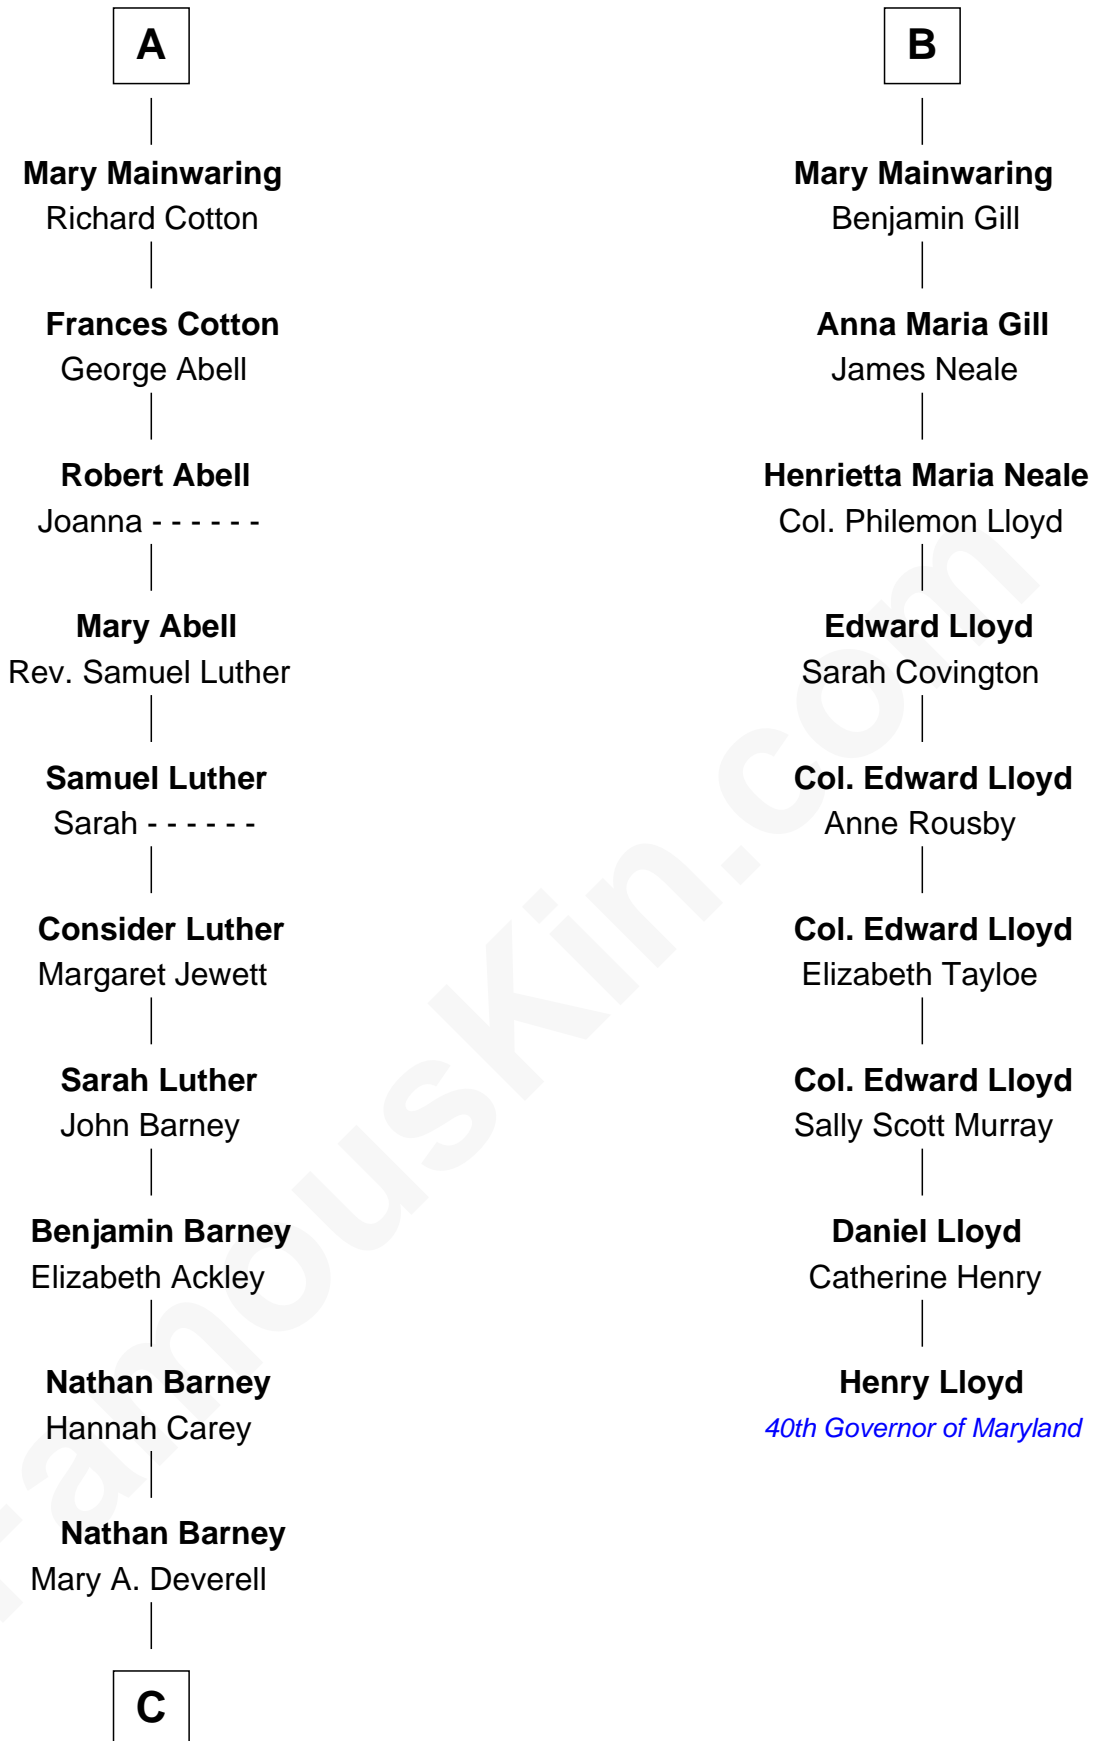 A
Mary Mainwaring
Richard Cotton
Frances Cotton
George Abell
Robert Abell
Joanna - - - - - -
Mary Abell
Rev. Samuel Luther
Samuel Luther
Sarah - - - - - -
Consider Luther
Margaret Jewett
Sarah Luther
John Barney
Benjamin Barney
Elizabeth Ackley
Nathan Barney
Hannah Carey
Nathan Barney
Mary A. Deverell
C
B
Mary Mainwaring
Benjamin Gill
Anna Maria Gill
James Neale
Henrietta Maria Neale
Col. Philemon Lloyd
Edward Lloyd
Sarah Covington
Col. Edward Lloyd
Anne Rousby
Col. Edward Lloyd
Elizabeth Tayloe
Col. Edward Lloyd
Sally Scott Murray
Daniel Lloyd
Catherine Henry
Henry Lloyd
40th Governor of Maryland
FamousKin.com